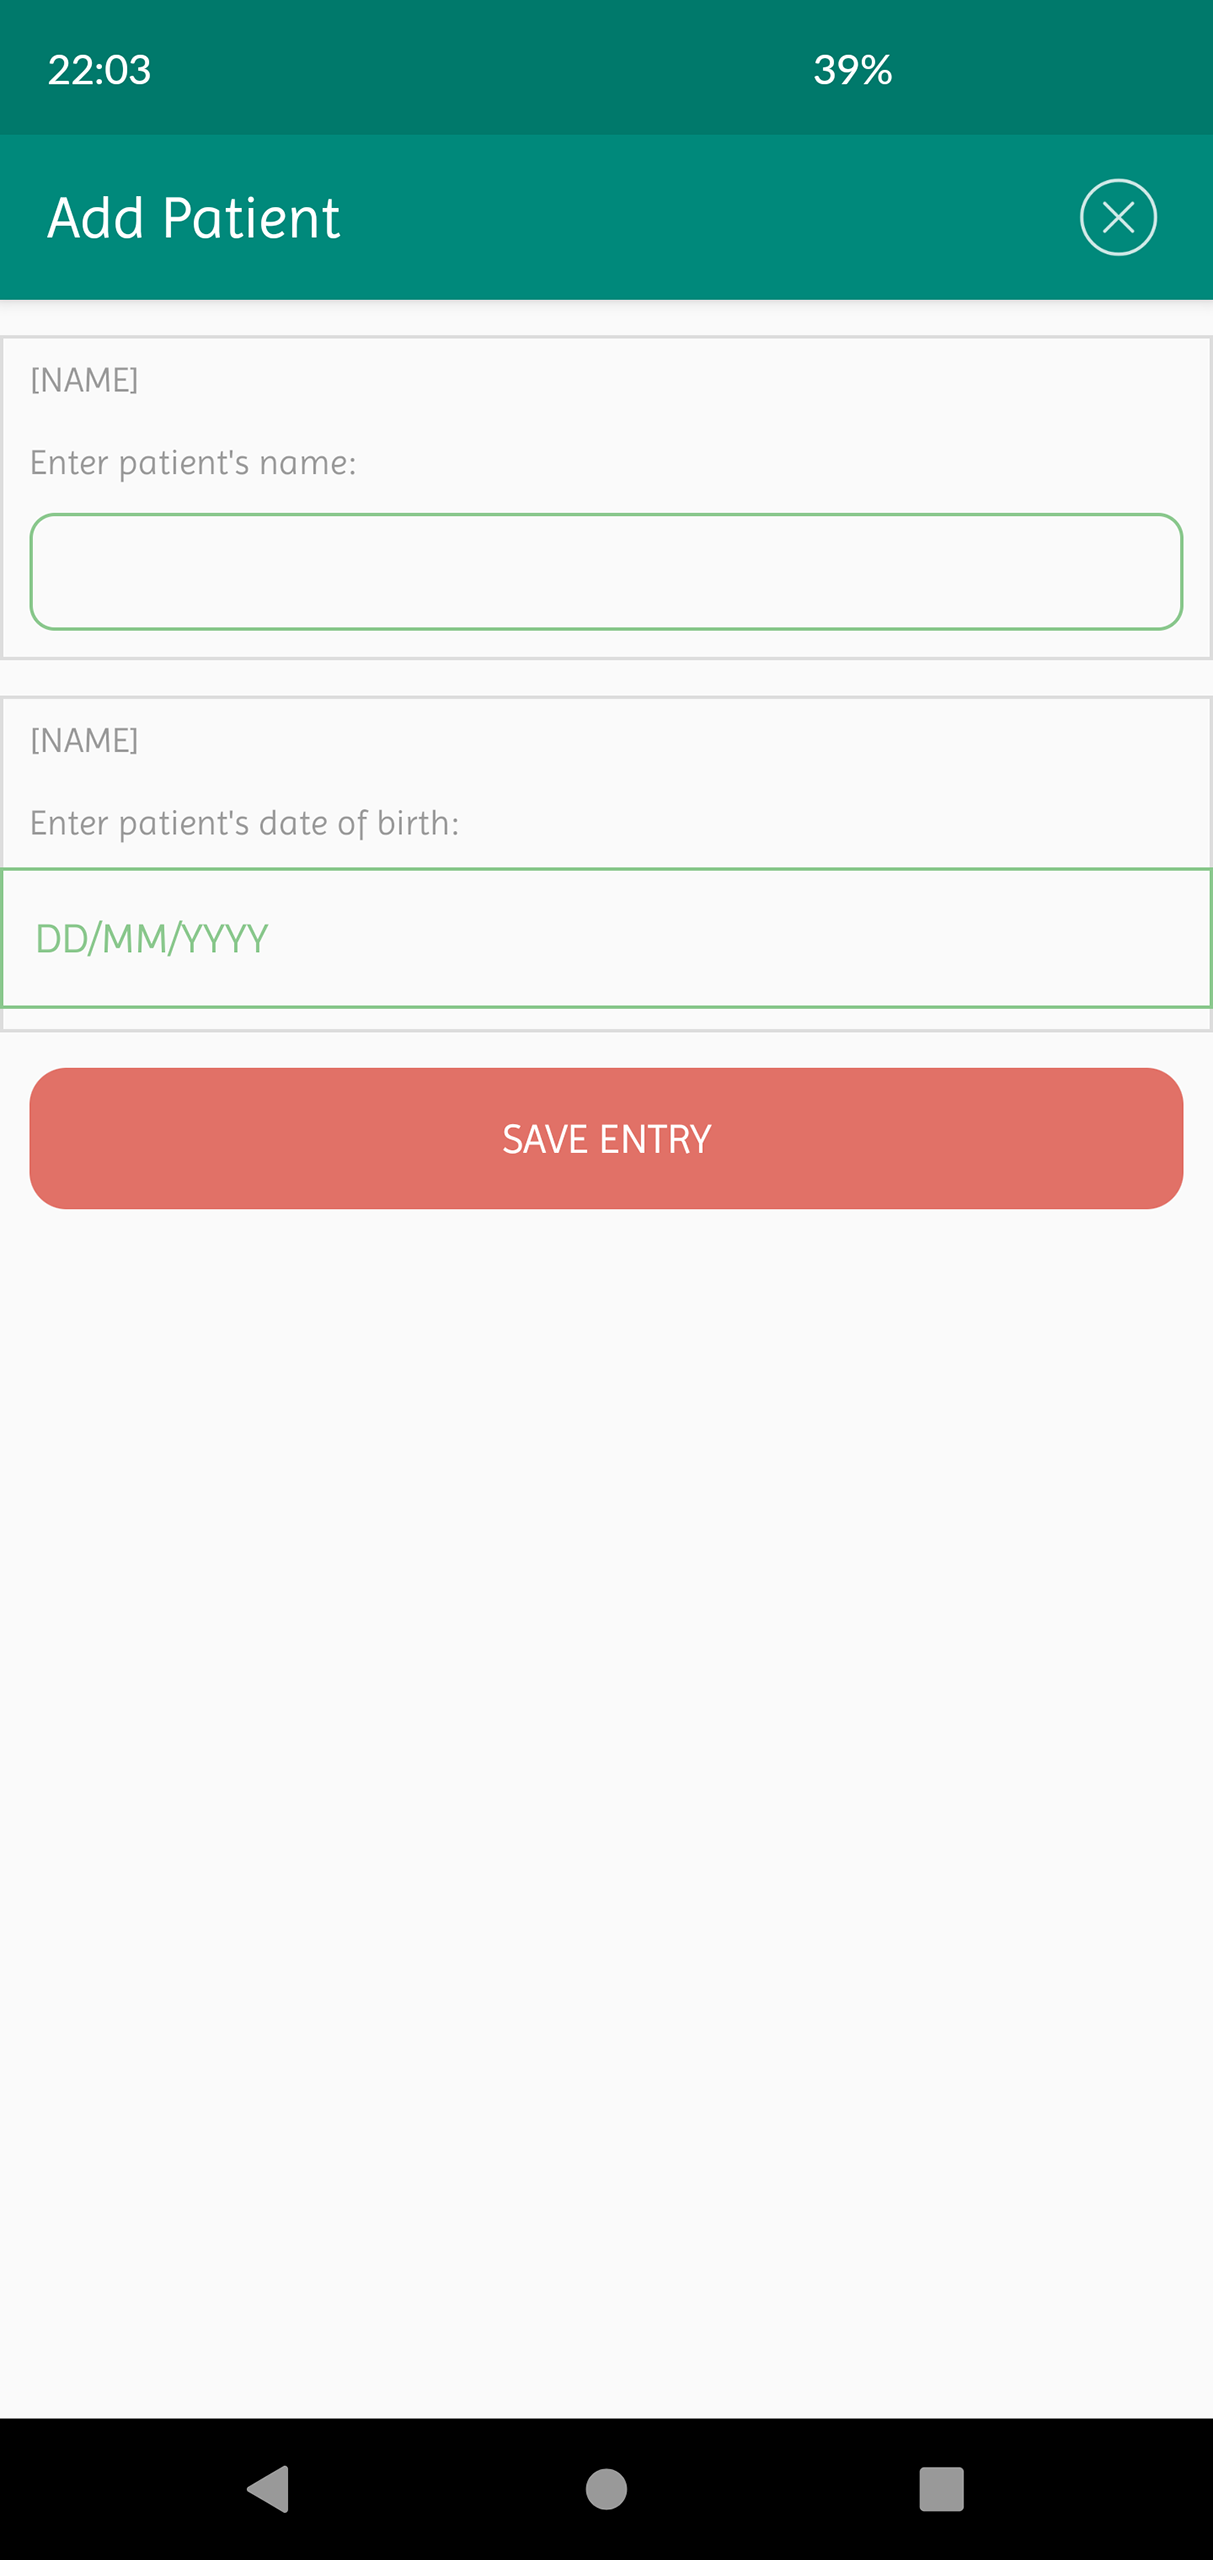 22:03 39%
Add Patient
[NAME]
Enter patient's name:
[NAME]
Enter patient's date of birth:
DD/MM/YYYY
SAVE ENTRY